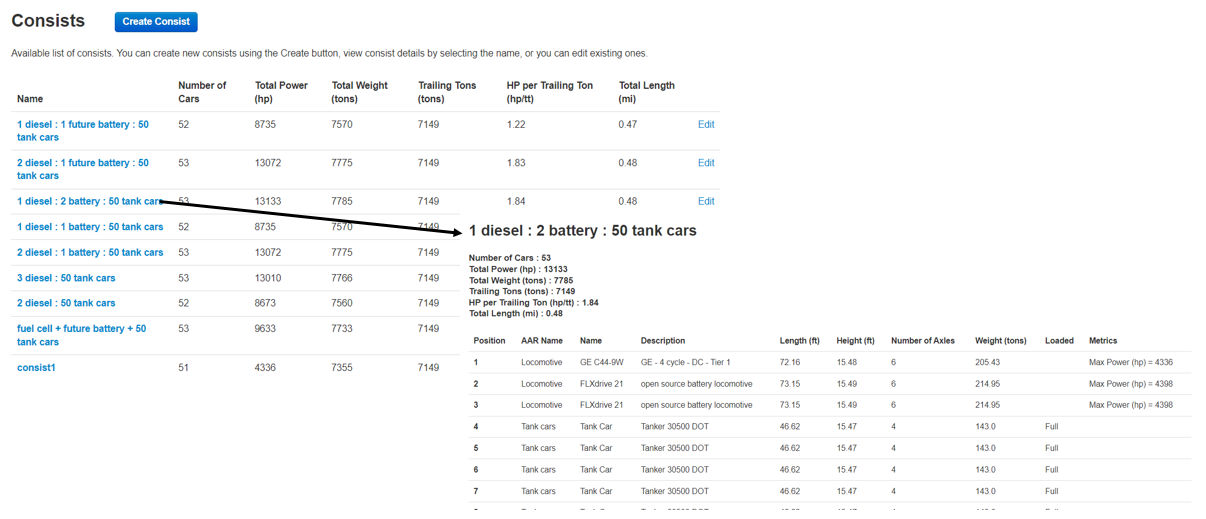 Consists
Create Consist
Available list of consists. You can create new consists using the Create button, view consist details by selecting the name, or you can edit existing ones.
Name Number of Cars Total Power (hp) Total Weight (tons) Trailing Tons (tons) HP per Trailing Ton (hp/tt) Total Length (mi)
1 diesel : 1 future battery : 50 tank cars 52 8735 7570 7149 1.22 0.47 Edit
2 diesel : 1 future battery : 50 tank cars 53 13072 7775 7149 1.83 0.48 Edit
1 diesel : 2 battery : 50 tank cars 53 13133 7785 7149 1.84 0.48 Edit
1 diesel : 1 battery : 50 tank cars 52 8735 7570 7149
2 diesel : 1 battery : 50 tank cars 53 13072 7775 7149
3 diesel : 50 tank cars 53 13010 7766 7149
2 diesel : 50 tank cars 52 8673 7560 7149
fuel cell + future battery + 50 tank cars 53 9633 7733 7149
consist1 51 4336 7355 7149
1 diesel : 2 battery : 50 tank cars
Number of Cars : 53
Total Power (hp) : 13133
Total Weight (tons) : 7785
Trailing Tons (tons) : 7149
HP per Trailing Ton (hp/tt) : 1.84
Total Length (mi) : 0.48
Position AAR Name Name Description Length (ft) Height (ft) Number of Axles Weight (tons) Loaded Metrics
1 Locomotive GE C44-9W GE - 4 cycle - DC - Tier 1 72.16 15.48 6 205.43 Max Power (hp) = 4336
2 Locomotive FLXdrive 21 open source battery locomotive 73.15 15.49 6 214.95 Max Power (hp) = 4398
3 Locomotive FLXdrive 21 open source battery locomotive 73.15 15.49 6 214.95 Max Power (hp) = 4398
4 Tank cars Tank Car Tanker 30500 DOT 46.62 15.47 4 143.0 Full
5 Tank cars Tank Car Tanker 30500 DOT 46.62 15.47 4 143.0 Full
6 Tank cars Tank Car Tanker 30500 DOT 46.62 15.47 4 143.0 Full
7 Tank cars Tank Car Tanker 30500 DOT 46.62 15.47 4 143.0 Full